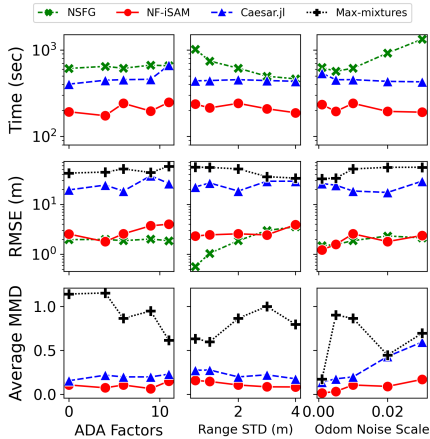 NSFG NF-iSAM Caesar.jl Max-mixtures
Time (sec)
10³
10²
RMSE (m)
10¹
10⁰
Average MMD
1.0
0.5
0.0
0 10 2 4 0.00 0.02
ADA Factors Range STD (m) Odom Noise Scale